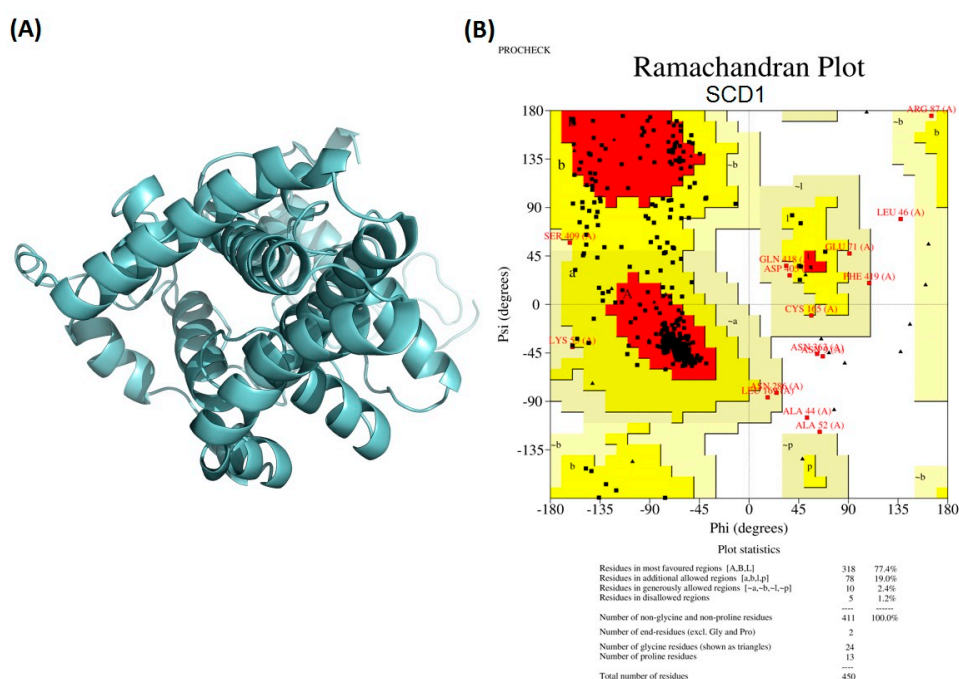 (A)
(B)
PROCHECK
Ramachandran Plot
SCD1
180
135
90
45
0
-45
-90
-135
Psi (degrees)
B
b
~b
~l
l
a
A
~a
~b
b
~p
p
~b
b
~b
ARG 87 (A)
LEU 46 (A)
SER 409 (A)
GLU 71 (A)
GLN 418
ASP 40
PHE 419 (A)
CYS 165 (A)
LYS (A)
ASN (A)
ASN 286 (A)
LEU (A)
ALA 44 (A)
ALA 52 (A)
-180 -135 -90 -45 0 45 90 135 180
Phi (degrees)
Plot statistics
Residues in most favoured regions [A,B,L] 318 77.4%
Residues in additional allowed regions [a,b,l,p] 78 19.0%
Residues in generously allowed regions [~a,~b,~l,~p] 10 2.4%
Residues in disallowed regions 5 1.2%
---- ------
Number of non-glycine and non-proline residues 411 100.0%
Number of end-residues (excl. Gly and Pro) 2
Number of glycine residues (shown as triangles) 24
Number of proline residues 13
----
Total number of residues 450